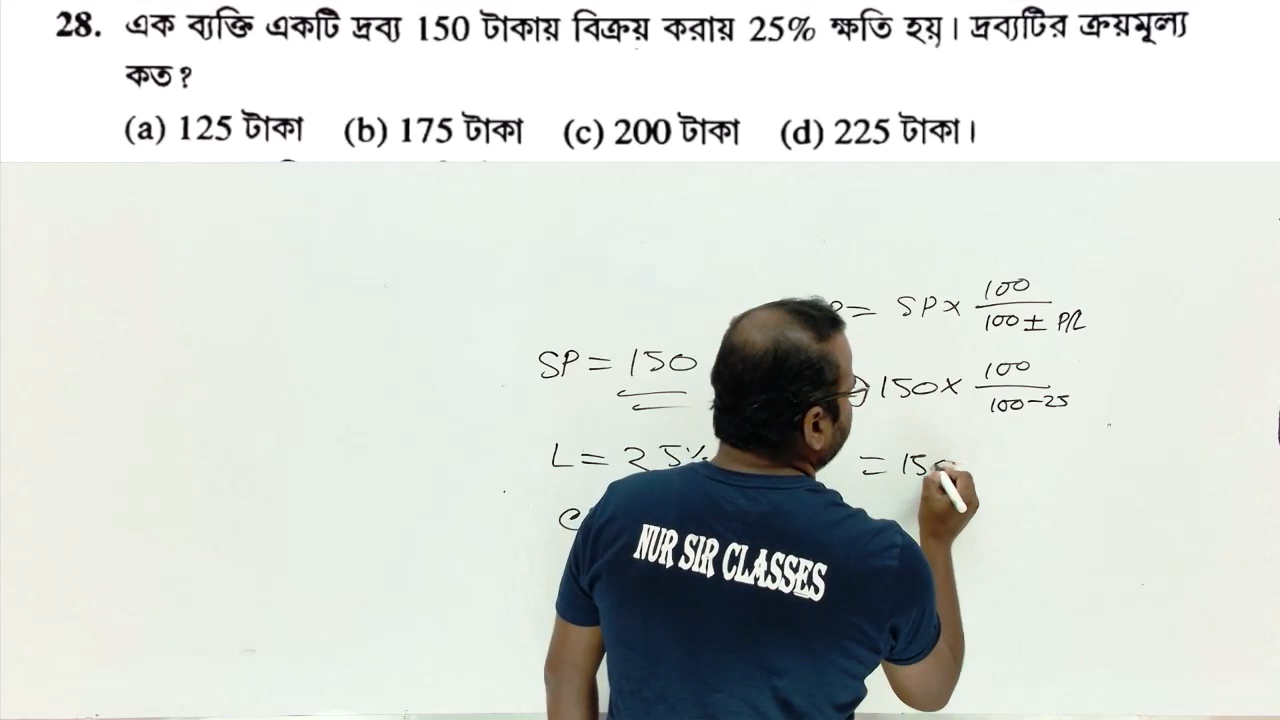 28. এক ব্যক্তি একটি দ্রব্য 150 টাকায় বিক্রয় করায় 25% ক্ষতি হয়। দ্রব্যটির ক্রয়মূল্য
কত?
(a) 125 টাকা (b) 175 টাকা (c) 200 টাকা (d) 225 টাকা।
= SP × 100 / 100 ± P/L
SP = 150
150 × 100 / 100 - 25
L = 25%
= 150
NUR SIR CLASSES